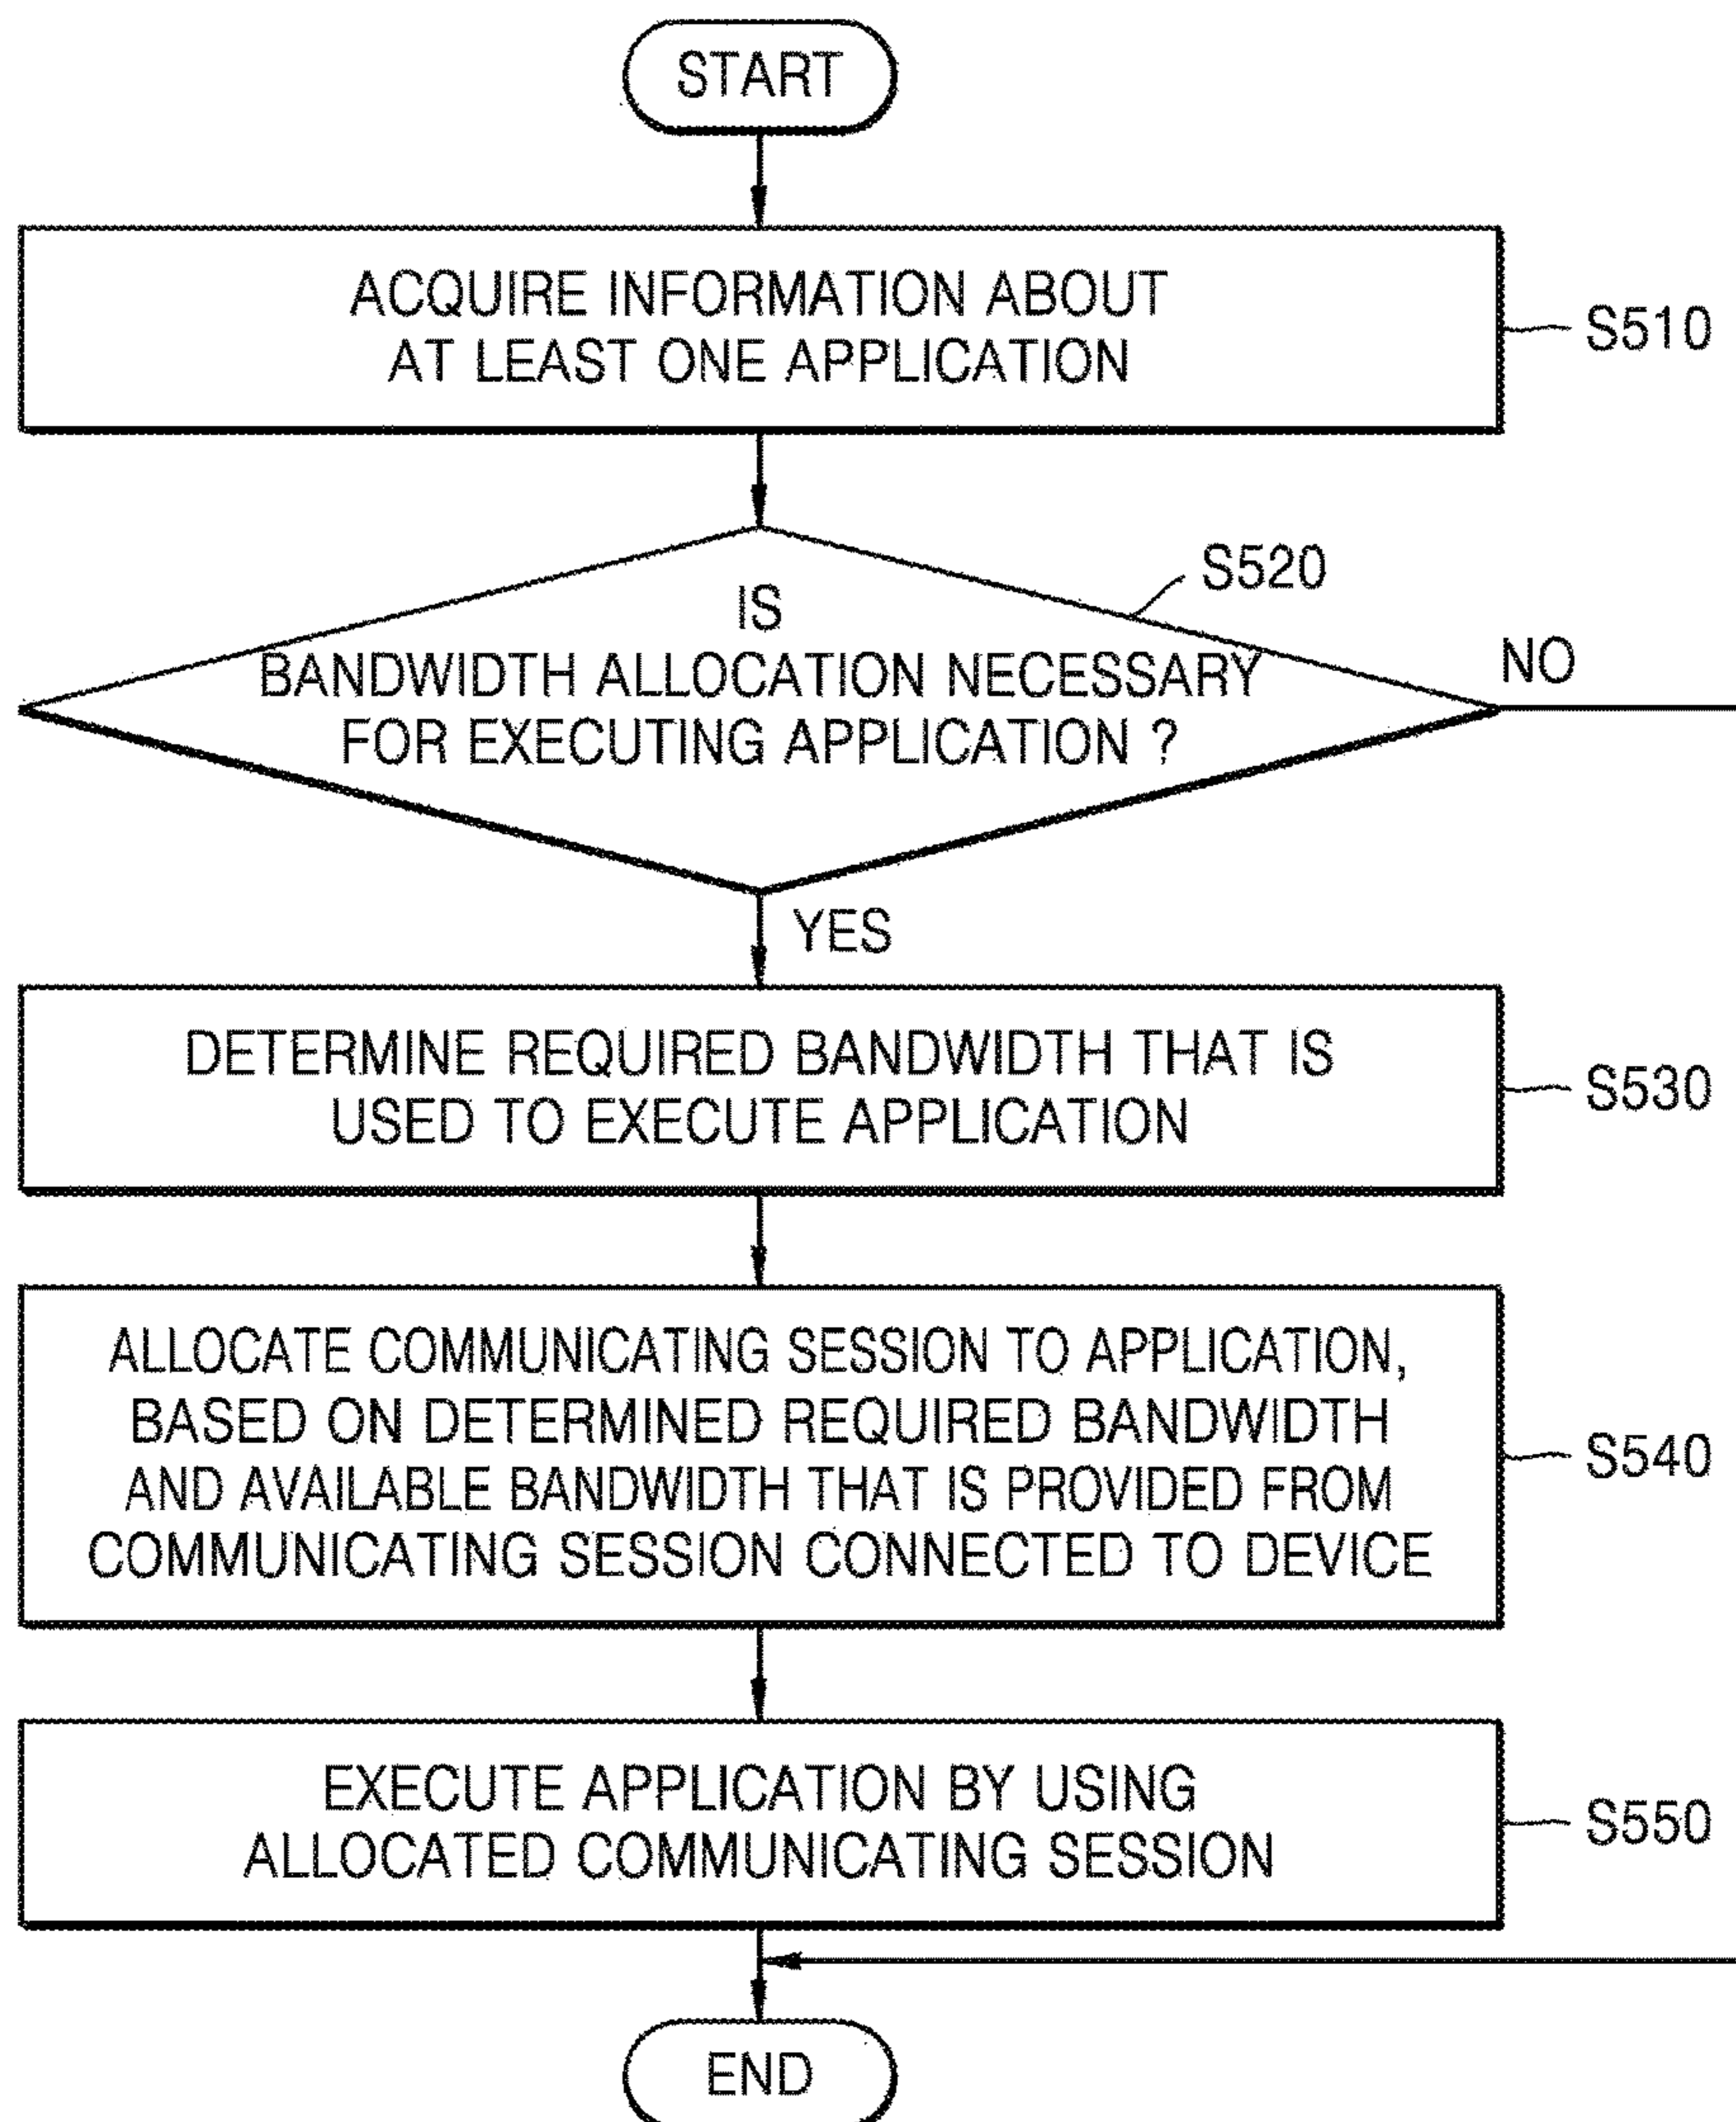 START
ACQUIRE INFORMATION ABOUT
AT LEAST ONE APPLICATION
S510
S520
IS
BANDWIDTH ALLOCATION NECESSARY
FOR EXECUTING APPLICATION ?
NO
YES
DETERMINE REQUIRED BANDWIDTH THAT IS
USED TO EXECUTE APPLICATION
S530
ALLOCATE COMMUNICATING SESSION TO APPLICATION,
BASED ON DETERMINED REQUIRED BANDWIDTH
AND AVAILABLE BANDWIDTH THAT IS PROVIDED FROM
COMMUNICATING SESSION CONNECTED TO DEVICE
S540
EXECUTE APPLICATION BY USING
ALLOCATED COMMUNICATING SESSION
S550
END